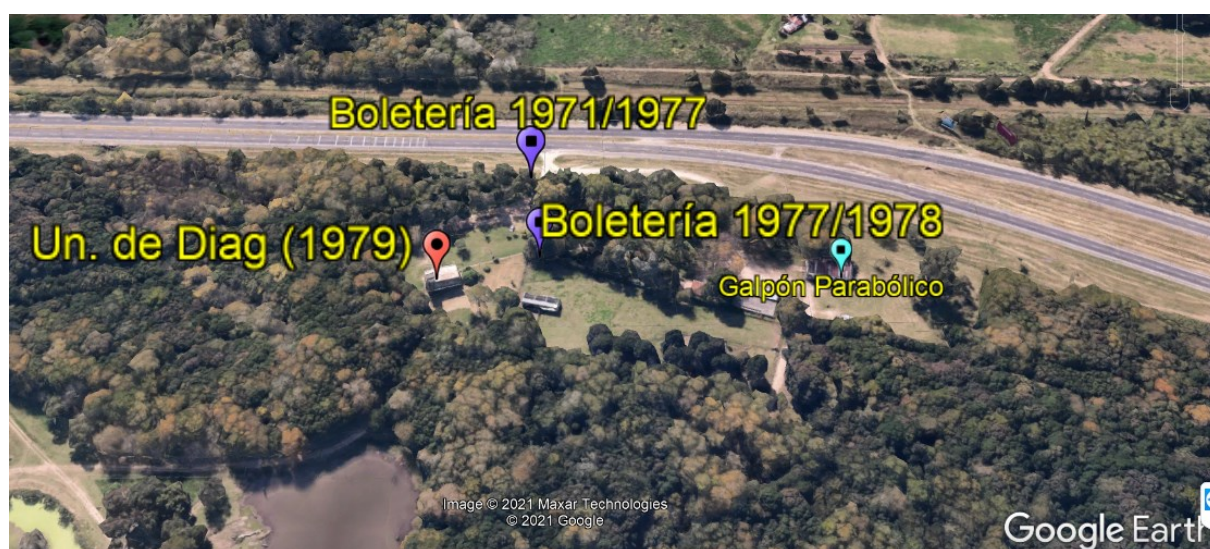 Boletería 1971/1977
Boletería 1977/1978
Un. de Diag (1979)
Galpón Parabólico
Image © 2021 Maxar Technologies
© 2021 Google
Google Earth